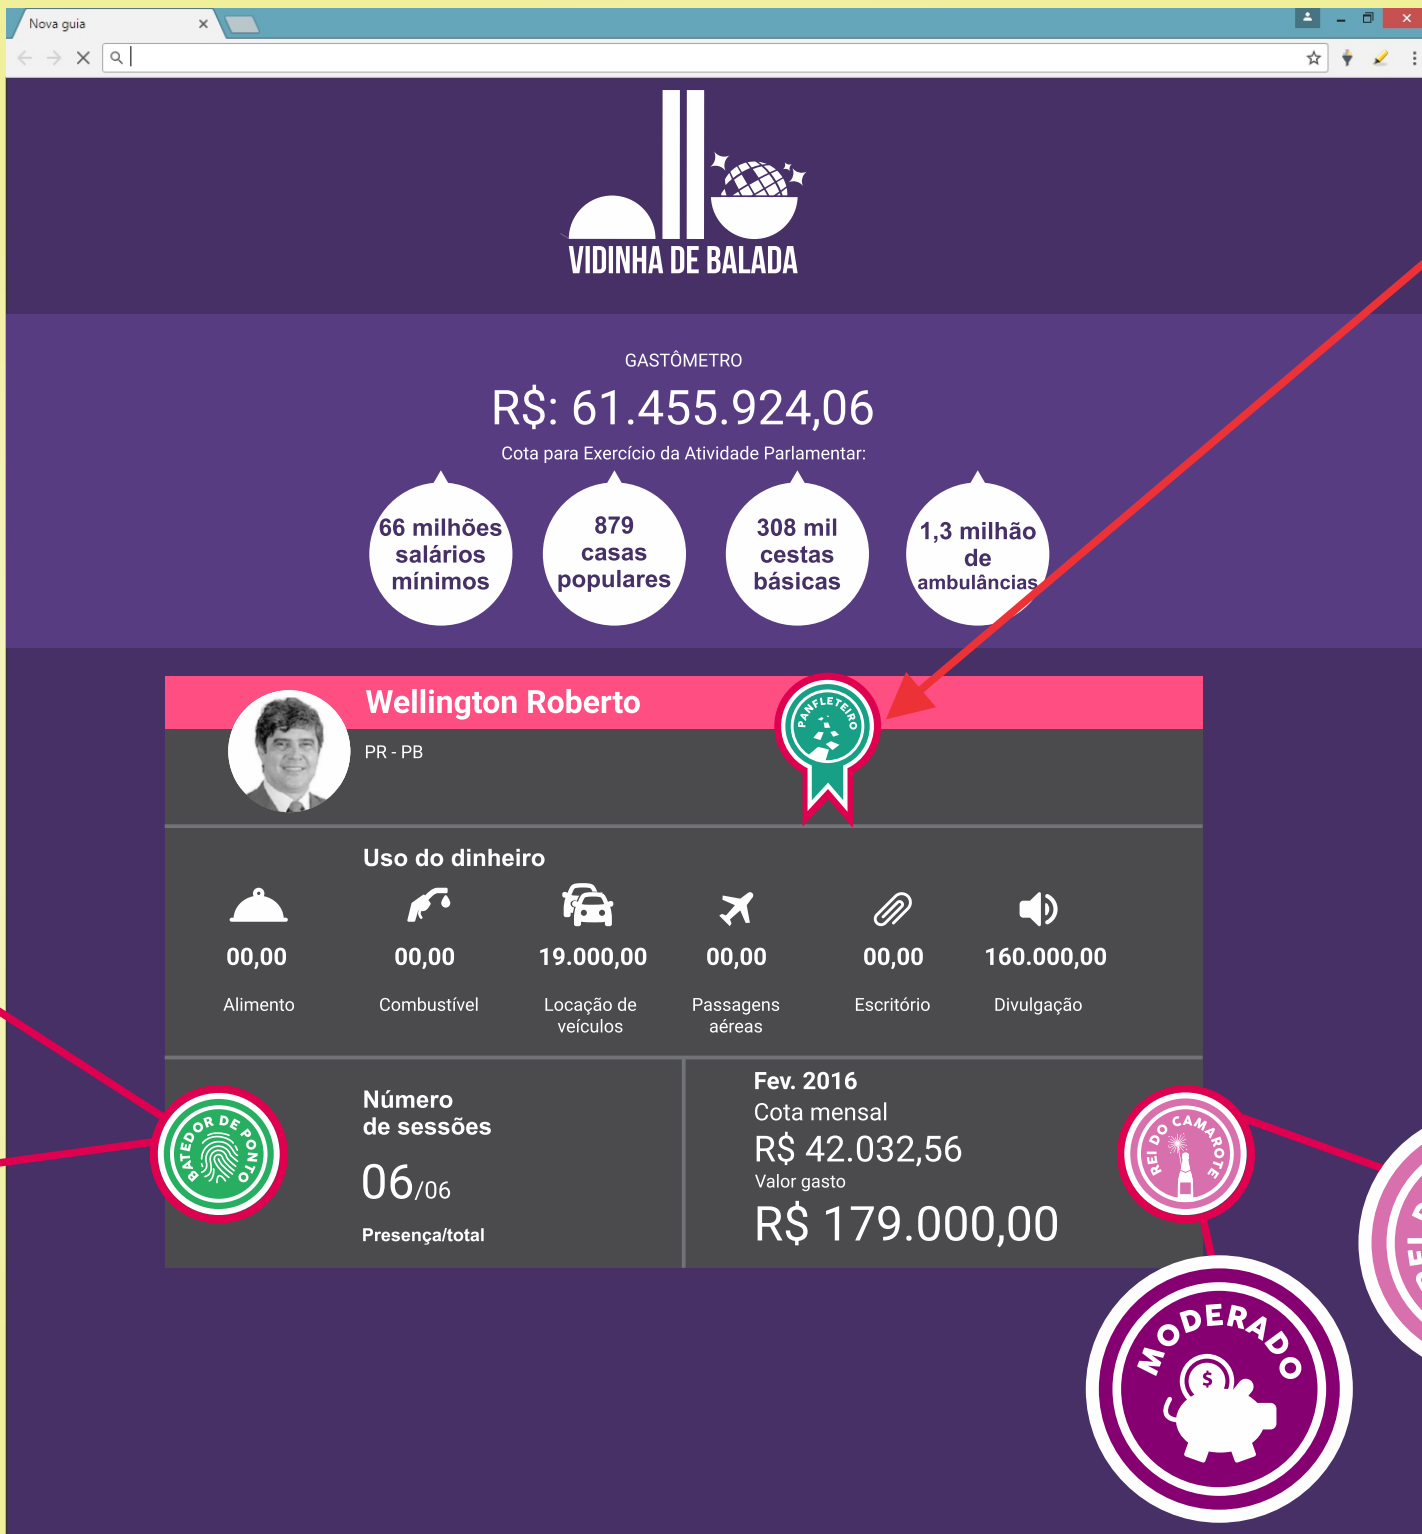 Nova guia
VIDINHA DE BALADA
GASTÔMETRO
R$: 61.455.924,06
Cota para Exercício da Atividade Parlamentar:
66 milhões
salários
mínimos
879
casas
populares
308 mil
cestas
básicas
1,3 milhão
de
ambulâncias
Wellington Roberto
PANFLETEIRO
PR - PB
Uso do dinheiro
00,00
00,00
19.000,00
00,00
00,00
160.000,00
Alimento
Combustível
Locação de
veículos
Passagens
aéreas
Escritório
Divulgação
BATEDOR DE PONTO
Número
de sessões
06/06
Presença/total
Fev. 2016
Cota mensal
R$ 42.032,56
Valor gasto
R$ 179.000,00
REI DO CAMAROTE
MODERADO
$